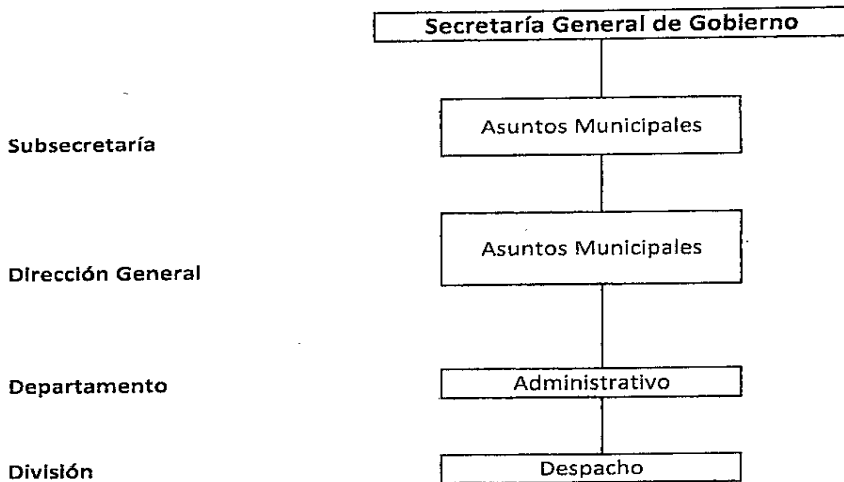 Secretaría General de Gobierno
Subsecretaría
Asuntos Municipales
Dirección General
Asuntos Municipales
Departamento
Administrativo
División
Despacho